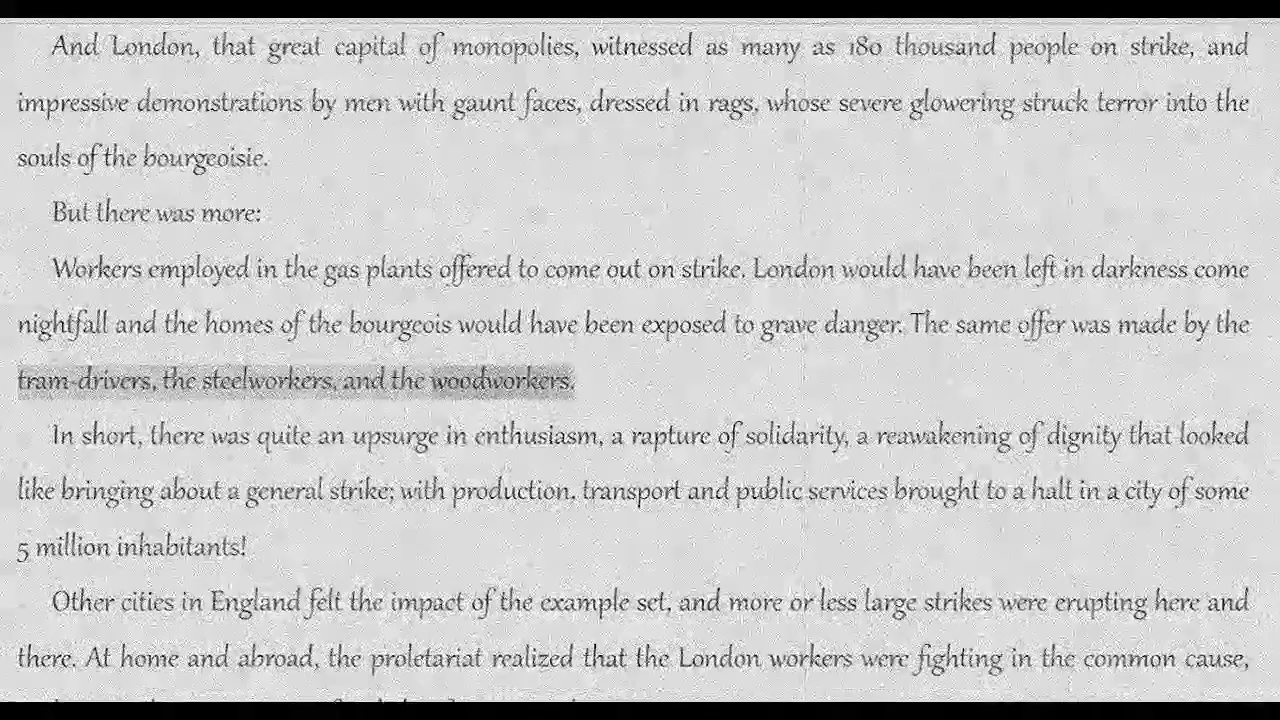 And London, that great capital of monopolies, witnessed as many as 180 thousand people on strike, and
impressive demonstrations by men with gaunt faces, dressed in rags, whose severe glowering struck terror into the
souls of the bourgeoisie.
But there was more:
Workers employed in the gas plants offered to come out on strike. London would have been left in darkness come
nightfall and the homes of the bourgeois would have been exposed to grave danger. The same offer was made by the
tram-drivers, the steelworkers, and the woodworkers.
In short, there was quite an upsurge in enthusiasm, a rapture of solidarity, a reawakening of dignity that looked
like bringing about a general strike; with production, transport and public services brought to a halt in a city of some
5 million inhabitants!
Other cities in England felt the impact of the example set, and more or less large strikes were erupting here and
there. At home and abroad, the proletariat realized that the London workers were fighting in the common cause,